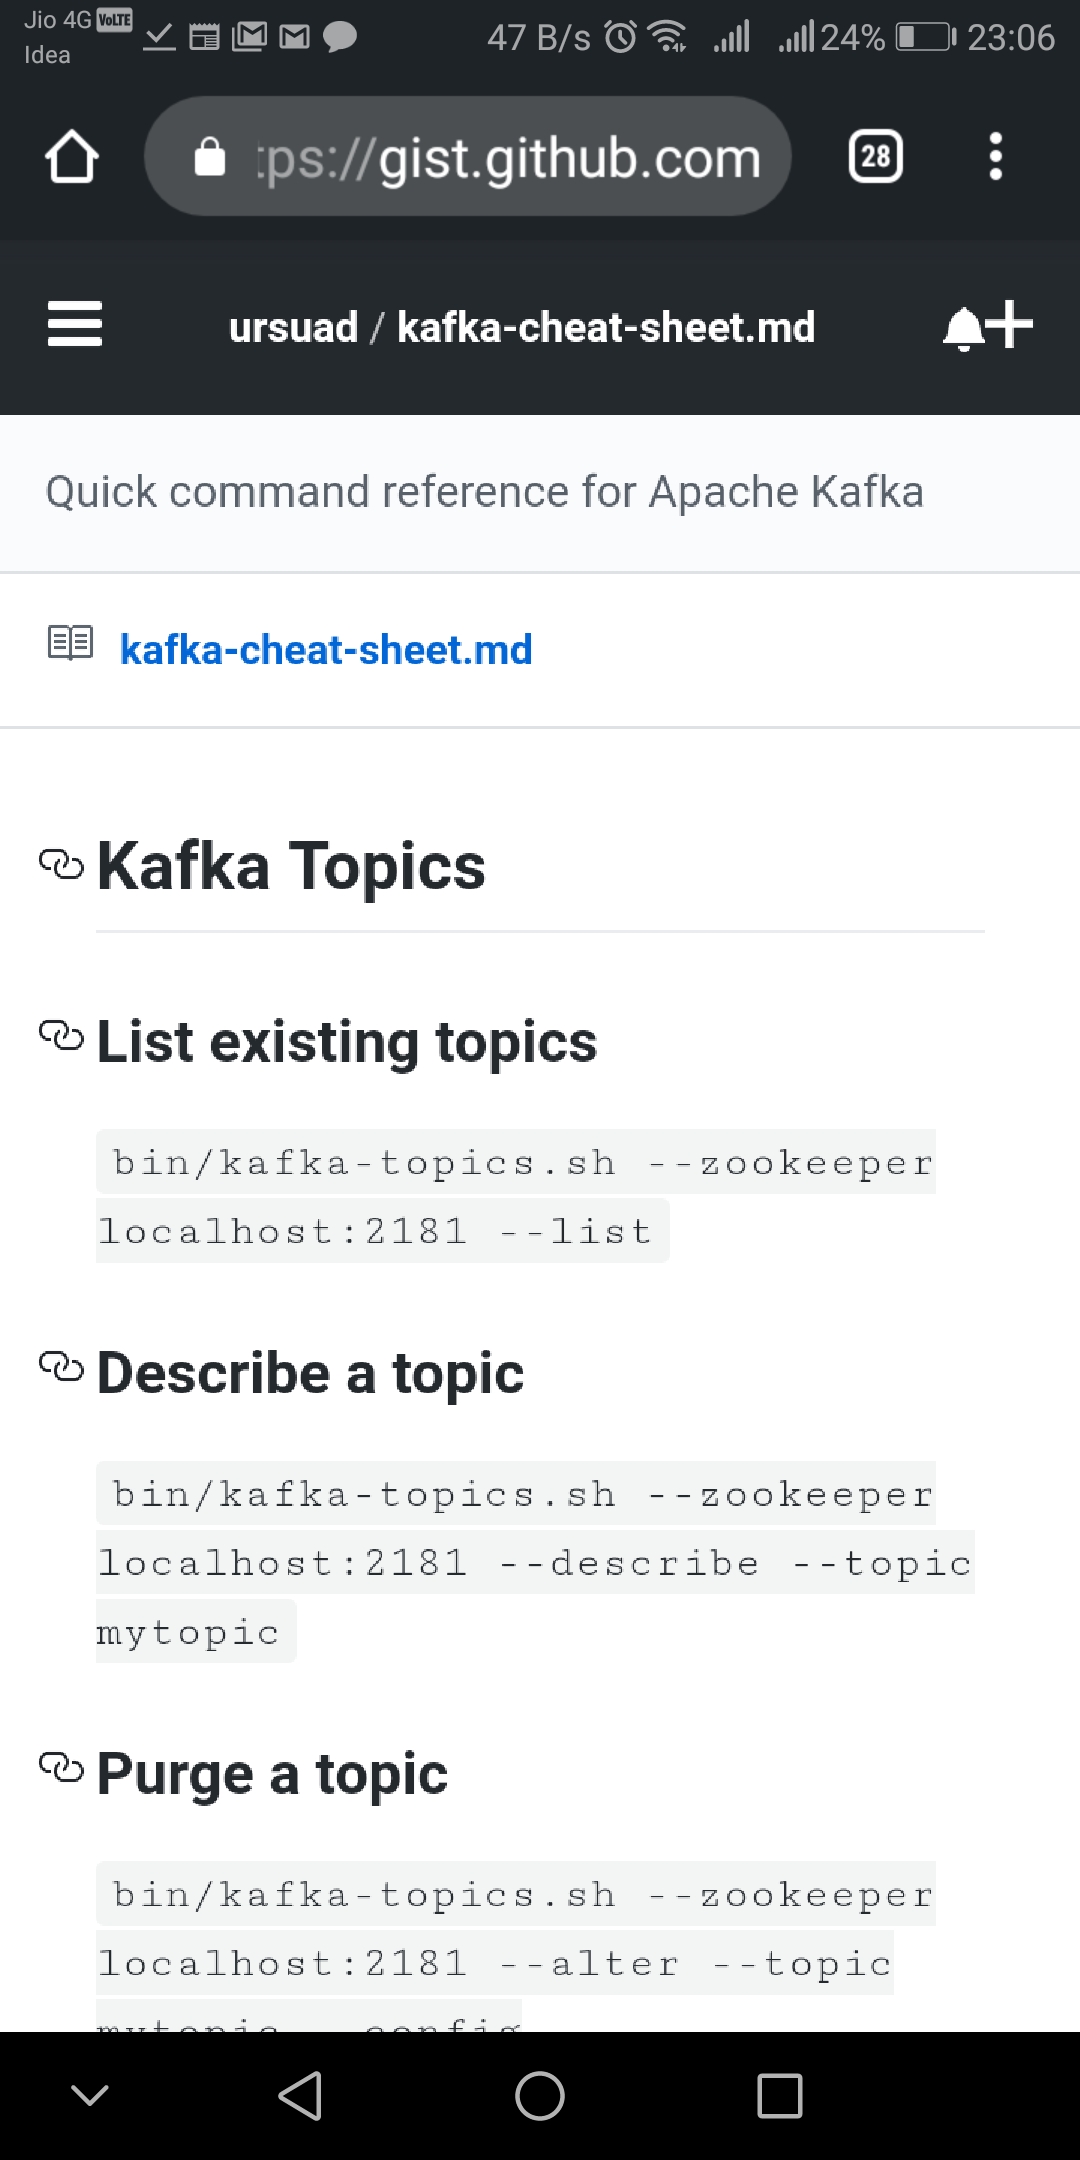 Jio 4G VoLTE
Idea
47 B/s 24% 23:06
tps://gist.github.com
28
ursuad / kafka-cheat-sheet.md
Quick command reference for Apache Kafka
kafka-cheat-sheet.md
Kafka Topics
List existing topics
bin/kafka-topics.sh --zookeeper
localhost:2181 --list
Describe a topic
bin/kafka-topics.sh --zookeeper
localhost:2181 --describe --topic
mytopic
Purge a topic
bin/kafka-topics.sh --zookeeper
localhost:2181 --alter --topic
mytopic --config